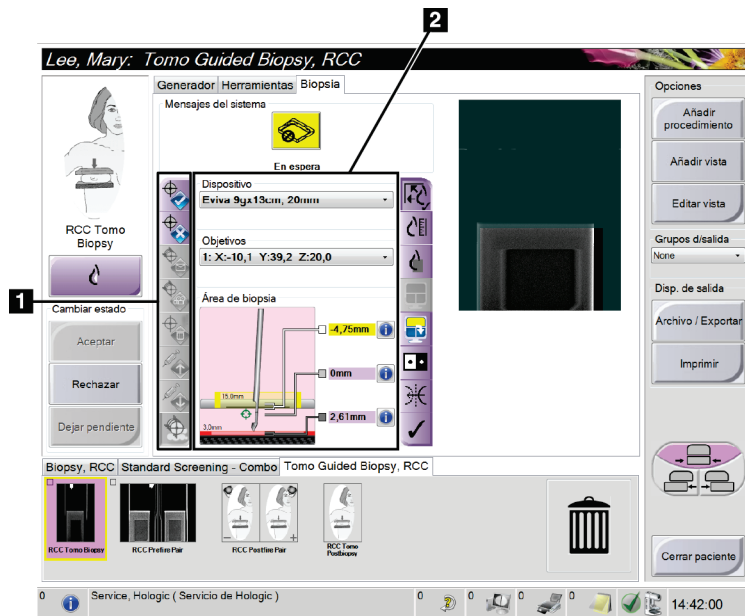 2
Lee, Mary: Tomo Guided Biopsy, RCC
Generador Herramientas Biopsia
Mensajes del sistema
En espera
RCC Tomo
Biopsy
1
Cambiar estado
Aceptar
Rechazar
Dejar pendiente
Dispositivo
Eviva 9gx13cm, 20mm
Objetivos
1: X:-10,1 Y:39,2 Z:20,0
Área de biopsia
-4,75mm
0mm
15,0mm
2,61mm
3,0mm
Opciones
Añadir
procedimiento
Añadir vista
Editar vista
Grupos d/salida
None
Disp. de salida
Archivo / Exportar
Imprimir
Cerrar paciente
Biopsy, RCC Standard Screening - Combo Tomo Guided Biopsy, RCC
RCC Tomo Biopsy
RCC Prefire Pair
RCC Postfire Pair
RCC Tomo
Postbiopsy
0 Service, Hologic ( Servicio de Hologic ) 0 0 0 14:42:00